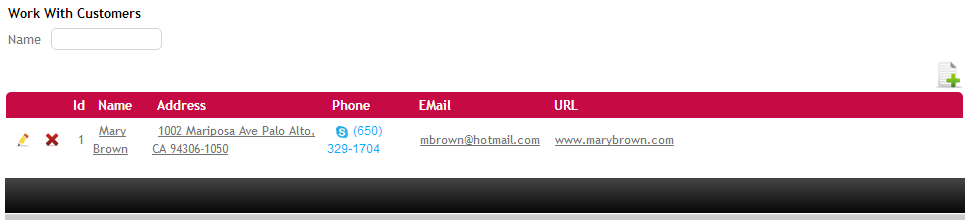 Work With Customers
Name
Id Name Address Phone EMail URL
1 Mary Brown 1002 Mariposa Ave Palo Alto, CA 94306-1050 (650) 329-1704 mbrown@hotmail.com www.marybrown.com